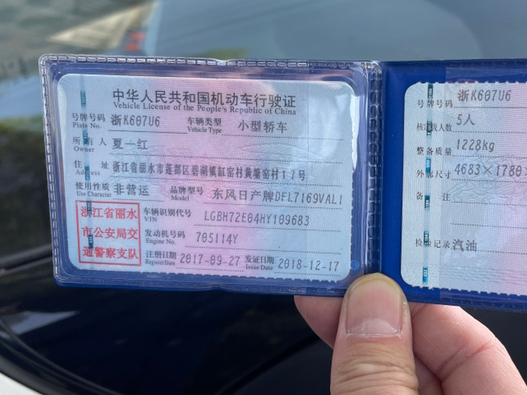 中华人民共和国机动车行驶证
Vehicle License of the People's Republic of China
号牌号码 浙K607U6 车辆类型 小型轿车
Plate No. Vehicle Type
所有人 夏一红
Owner
住址 浙江省丽水市莲都区碧湖镇缸窑村黄塘窑村17号
Address
使用性质 非营运 品牌型号 东风日产牌DFL7169VAL1
Use Character Model
浙江省丽水
市公安局交
通警察支队
车辆识别代号 LGBH72E04HY109683
VIN
发动机号码 705114Y
Engine No.
注册日期 2017-09-27 发证日期 2018-12-17
Register Date Issue Date
号牌号码 浙K607U6
核载人数 5人
整备质量 1228kg
外廓尺寸 4683×1780×
备注
检验记录 汽油